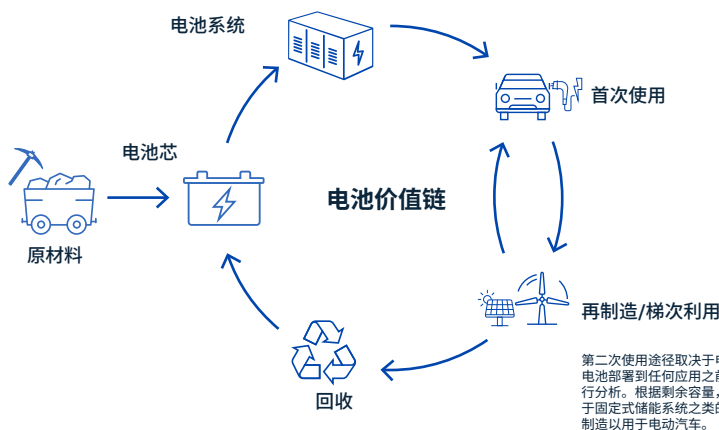 电池系统
首次使用
电池芯
电池价值链
原材料
再制造/梯次利用
第二次使用途径取决于
电池部署到任何应用之前
行分析。根据剩余容量，
于固定式储能系统之类的
制造以用于电动汽车。
回收